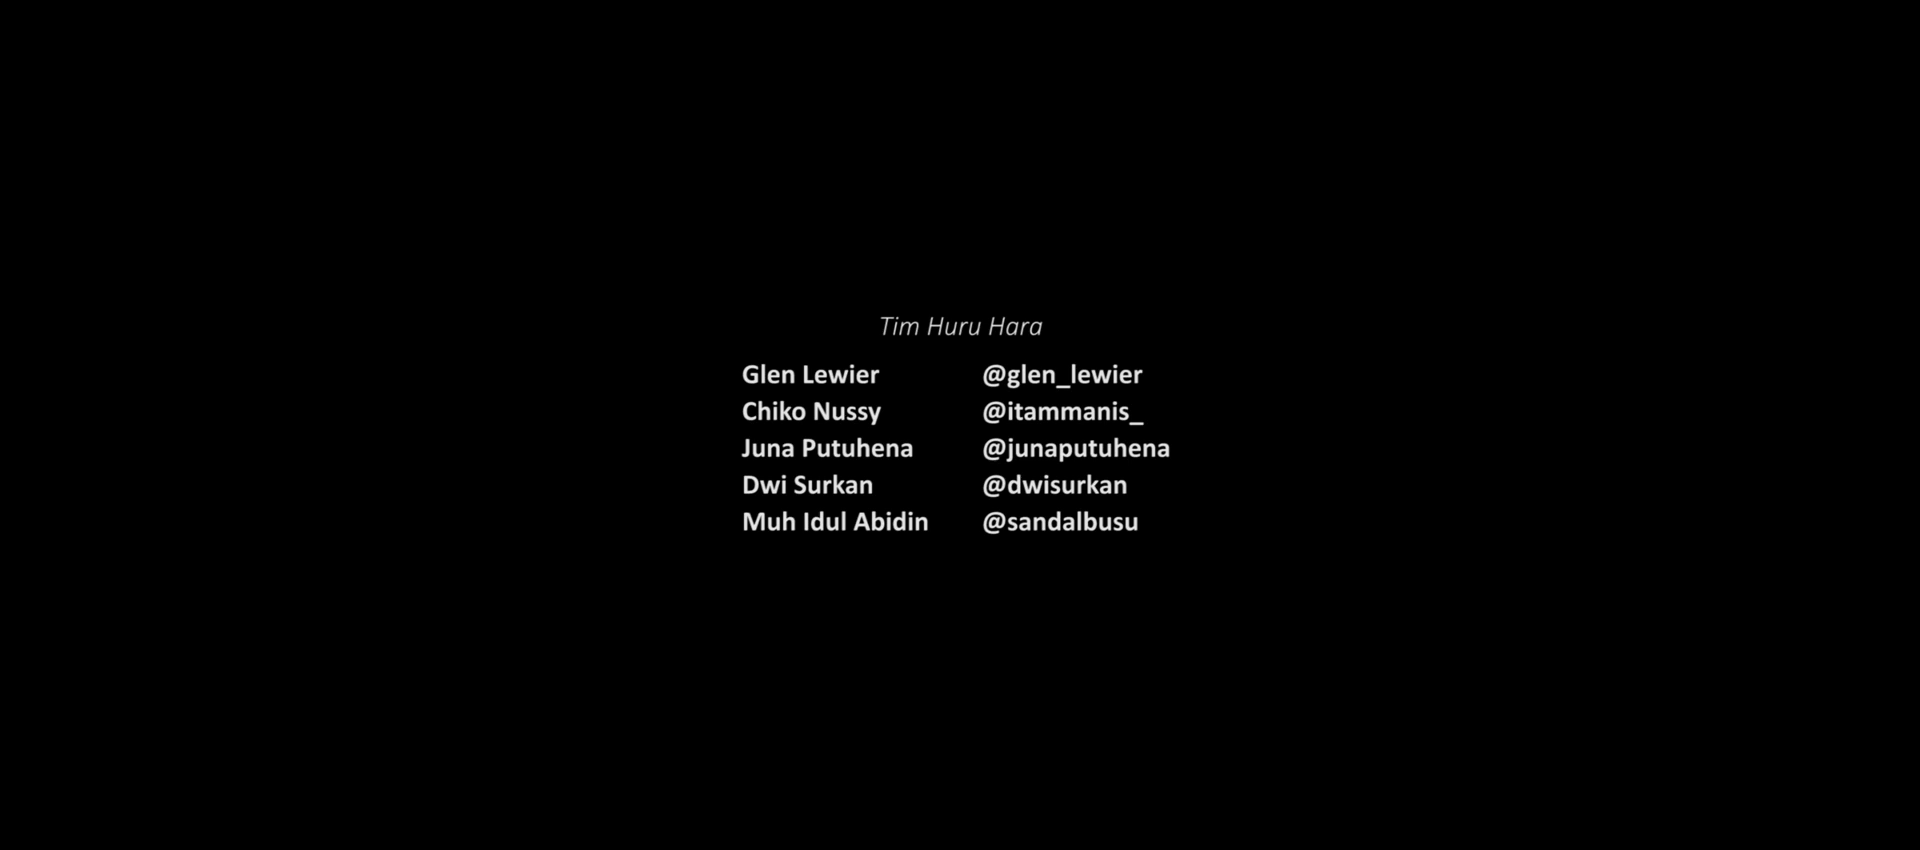 Tim Huru Hara
Glen Lewier @glen_lewier
Chiko Nussy @itammanis_
Juna Putuhena @junaputuhena
Dwi Surkan @dwisurkan
Muh Idul Abidin @sandalbusu